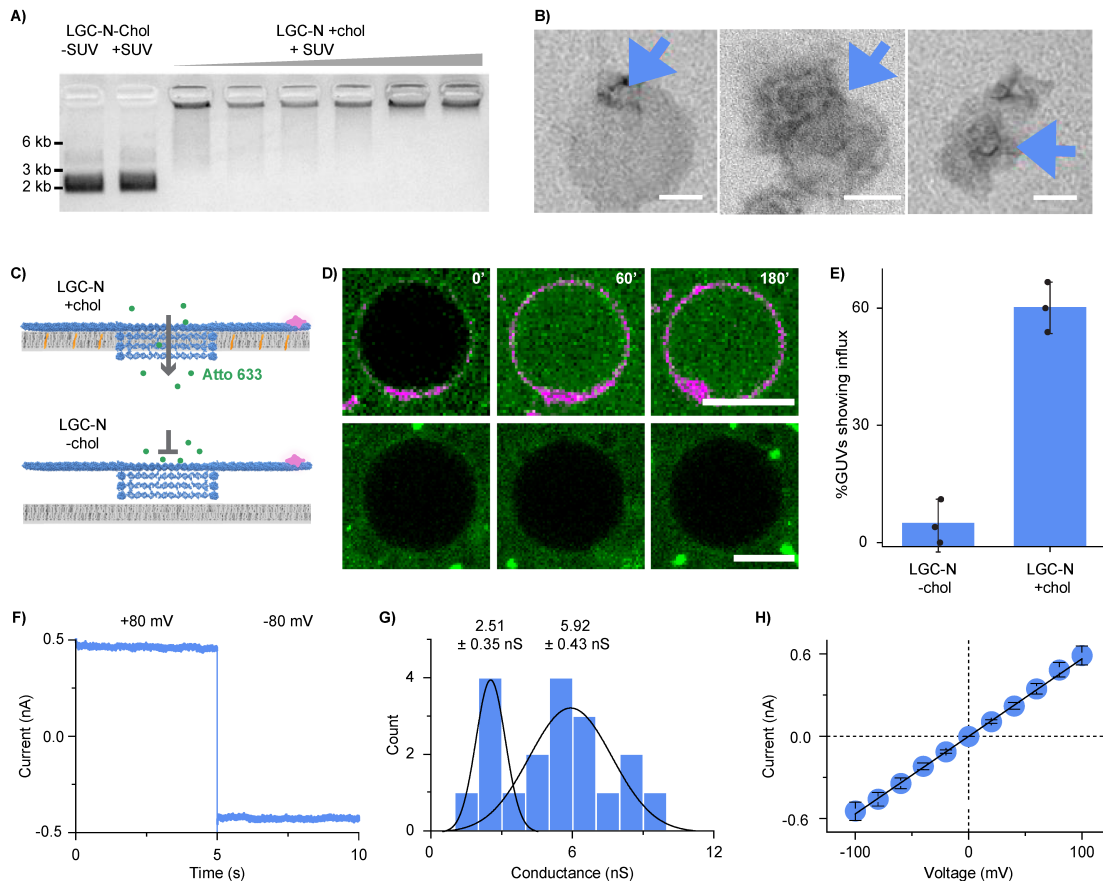 A)
LGC-N-Chol
-SUV +SUV
LGC-N +chol
+ SUV
6 kb
3 kb
2 kb
B)
C)
LGC-N
+chol
Atto 633
LGC-N
-chol
D)
0’
60’
180’
E)
%GUVs showing influx
60
30
0
LGC-N
-chol
LGC-N
+chol
F)
+80 mV
-80 mV
Current (nA)
0.5
0.0
-0.5
0
5
10
Time (s)
G)
2.51
± 0.35 nS
5.92
± 0.43 nS
Count
4
2
0
0
6
12
Conductance (nS)
H)
Current (nA)
0.6
0.0
-0.6
-100
0
100
Voltage (mV)